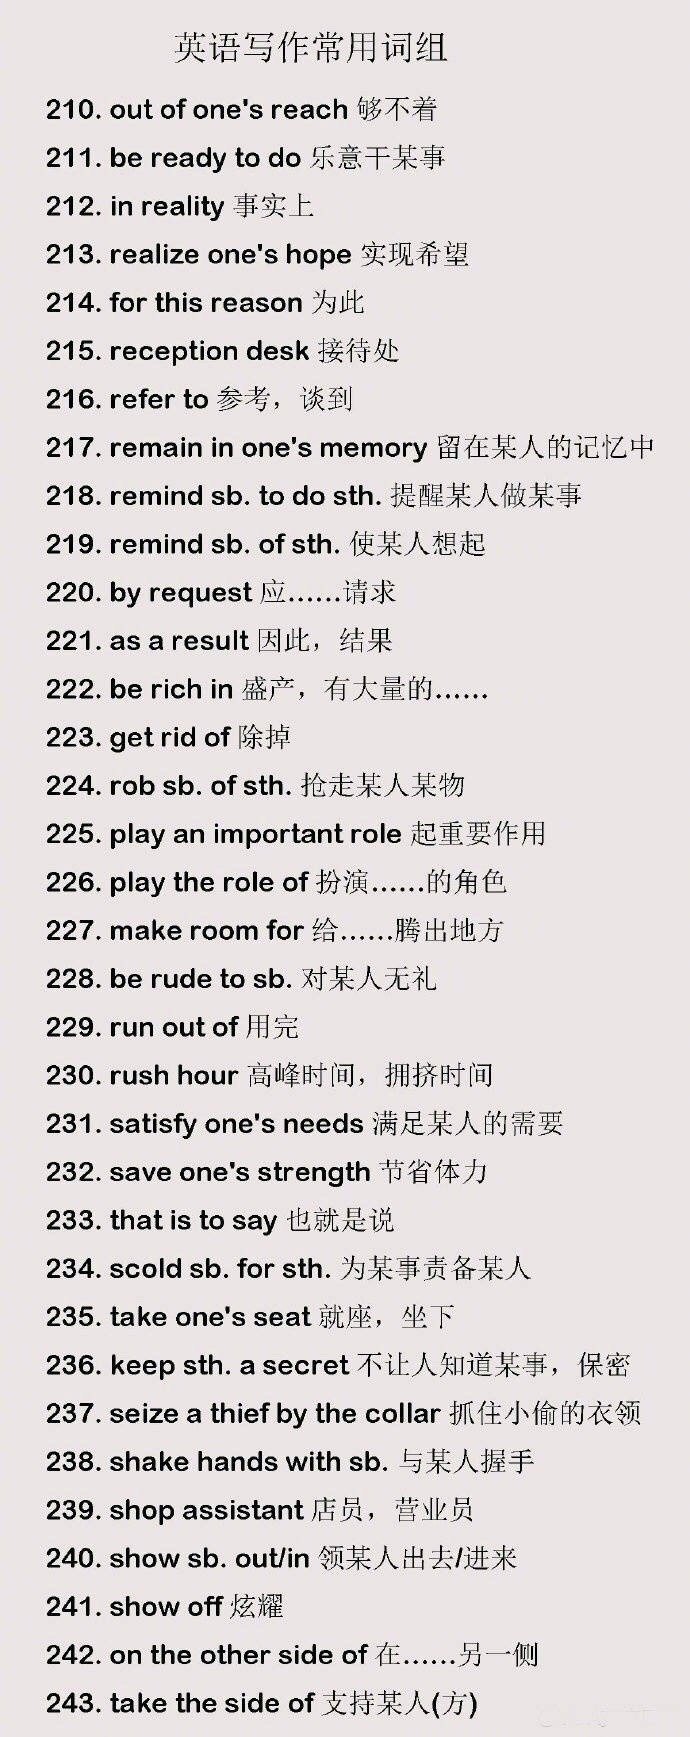 英语写作常用词组
210. out of one's reach 够不着
211. be ready to do 乐意干某事
212. in reality 事实上
213. realize one's hope 实现希望
214. for this reason 为此
215. reception desk 接待处
216. refer to 参考，谈到
217. remain in one's memory 留在某人的记忆中
218. remind sb. to do sth. 提醒某人做某事
219. remind sb. of sth. 使某人想起
220. by request 应……请求
221. as a result 因此，结果
222. be rich in 盛产，有大量的……
223. get rid of 除掉
224. rob sb. of sth. 抢走某人某物
225. play an important role 起重要作用
226. play the role of 扮演……的角色
227. make room for 给……腾出地方
228. be rude to sb. 对某人无礼
229. run out of 用完
230. rush hour 高峰时间，拥挤时间
231. satisfy one's needs 满足某人的需要
232. save one's strength 节省体力
233. that is to say 也就是说
234. scold sb. for sth. 为某事责备某人
235. take one's seat 就座，坐下
236. keep sth. a secret 不让人知道某事，保密
237. seize a thief by the collar 抓住小偷的衣领
238. shake hands with sb. 与某人握手
239. shop assistant 店员，营业员
240. show sb. out/in 领某人出去/进来
241. show off 炫耀
242. on the other side of 在……另一侧
243. take the side of 支持某人(方)